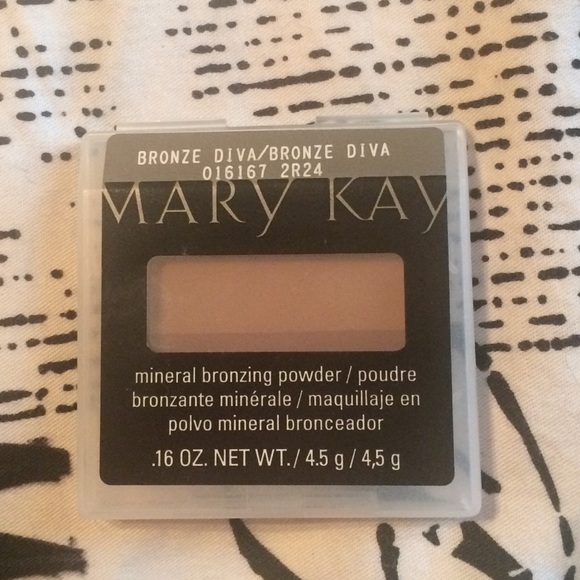 BRONZE DIVA/BRONZE DIVA
016167 2R24
MARY KAY
mineral bronzing powder / poudre
bronzante minérale / maquillaje en
polvo mineral bronceador
.16 OZ. NET WT. / 4.5 g / 4,5 g